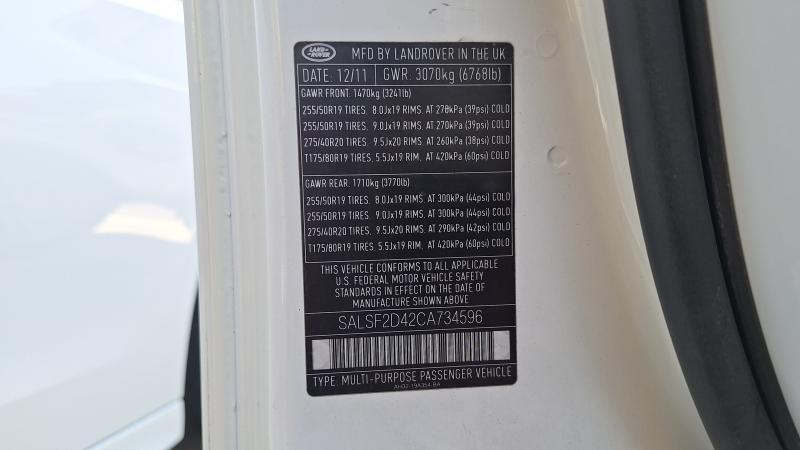 LAND ROVER
MFD BY LANDROVER IN THE UK
DATE: 12/11 GWR. 3070kg (6768lb)
GAWR FRONT. 1470kg (3241lb)
255/50R19 TIRES. 8.0Jx19 RIMS. AT 270kPa (39psi) COLD
255/50R19 TIRES. 9.0Jx19 RIMS. AT 270kPa (39psi) COLD
275/40R20 TIRES. 9.5Jx20 RIMS. AT 260kPa (38psi) COLD
T175/80R19 TIRES. 5.5Jx19 RIM, AT 420kPa (60psi) COLD
GAWR REAR. 1710kg (3770lb)
255/50R19 TIRES. 8.0Jx19 RIMS. AT 300kPa (44psi) COLD
255/50R19 TIRES. 9.0Jx19 RIMS. AT 300kPa (44psi) COLD
275/40R20 TIRES. 9.5Jx20 RIMS. AT 290kPa (42psi) COLD
T175/80R19 TIRES. 5.5Jx19 RIM, AT 420kPa (60psi) COLD
THIS VEHICLE CONFORMS TO ALL APPLICABLE
U.S. FEDERAL MOTOR VEHICLE SAFETY
STANDARDS IN EFFECT ON THE DATE OF
MANUFACTURE SHOWN ABOVE
SALSF2D42CA734596
TYPE: MULTI-PURPOSE PASSENGER VEHICLE
AH32-19A354-BA